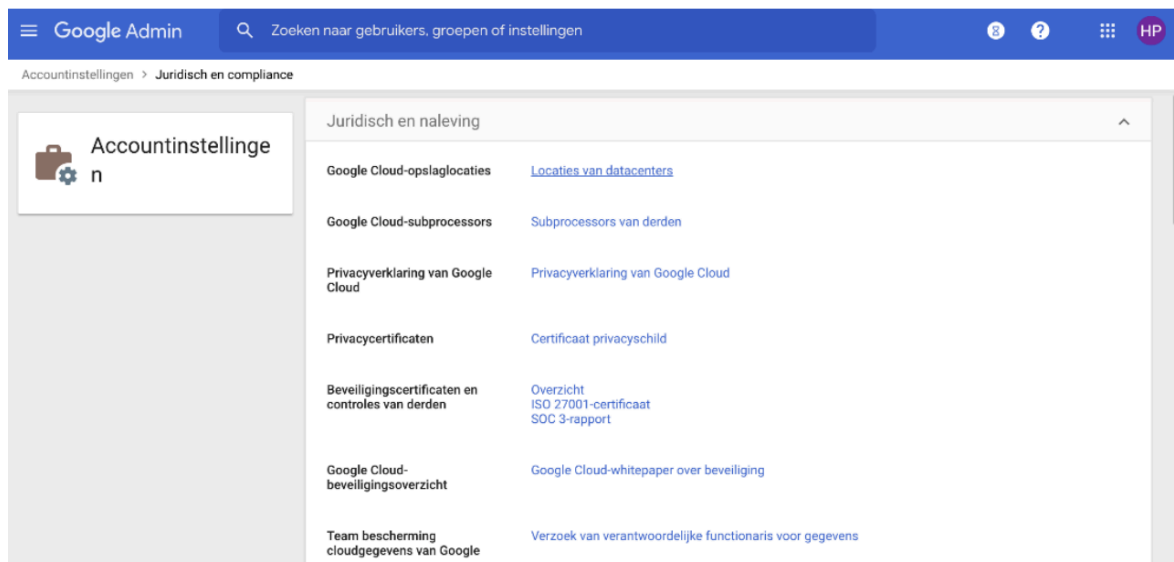 Google Admin
Zoeken naar gebruikers, groepen of instellingen
8
?
HP
Accountinstellingen > Juridisch en compliance
Accountinstellinge
n
Juridisch en naleving
Google Cloud-opslaglocaties
Locaties van datacenters
Google Cloud-subprocessors
Subprocessors van derden
Privacyverklaring van Google
Cloud
Privacyverklaring van Google Cloud
Privacycertificaten
Certificaat privacyschild
Beveiligingscertificaten en
controles van derden
Overzicht
ISO 27001-certificaat
SOC 3-rapport
Google Cloud-
beveiligingsoverzicht
Google Cloud-whitepaper over beveiliging
Team bescherming
cloudgegevens van Google
Verzoek van verantwoordelijke functionaris voor gegevens